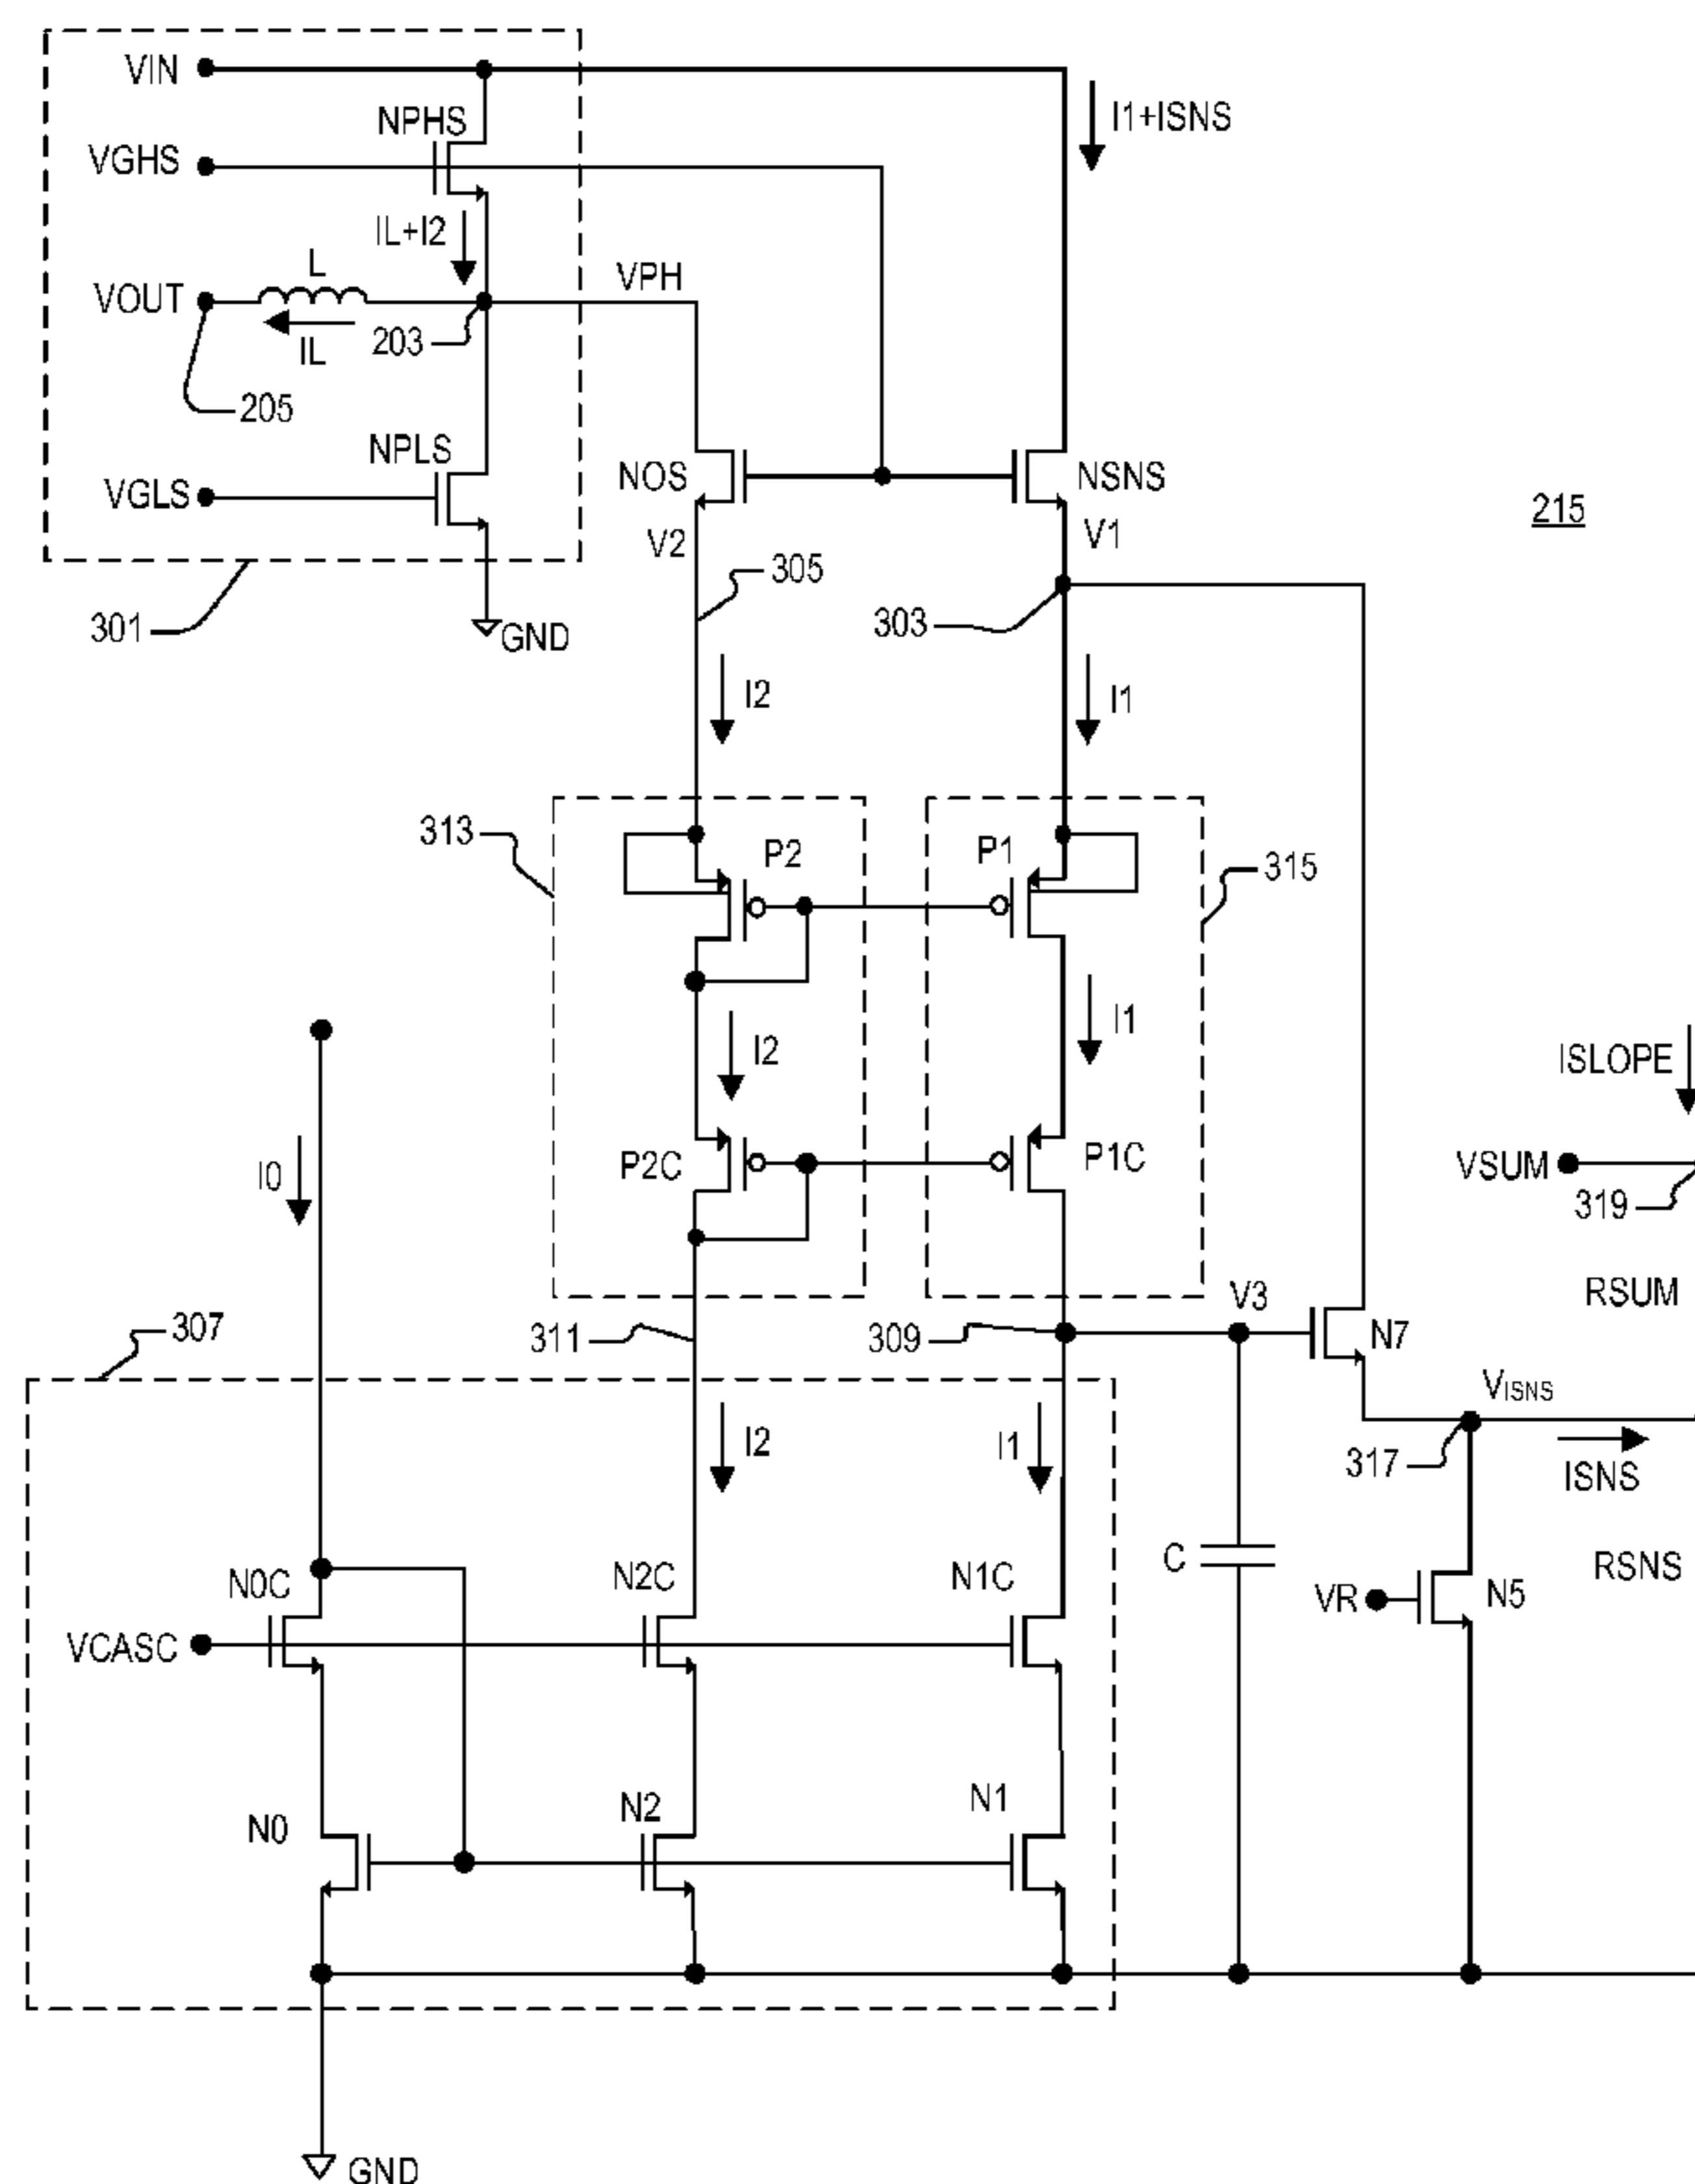 VIN
NPHS
I1+ISNS
VGHS
IL+I2
L
VPH
VOUT
203
IL
205
NPLS
NOS
NSNS
VGLS
215
V2
V1
305
301
303
GND
I2
I1
313
P2
P1
315
I2
I1
ISLOPE
I0
P2C
P1C
VSUM
319
RSUM
V3
307
311
309
N7
VISNS
I2
I1
317
ISNS
N0C
N2C
N1C
C
RSNS
VR
N5
VCASC
N0
N2
N1
GND